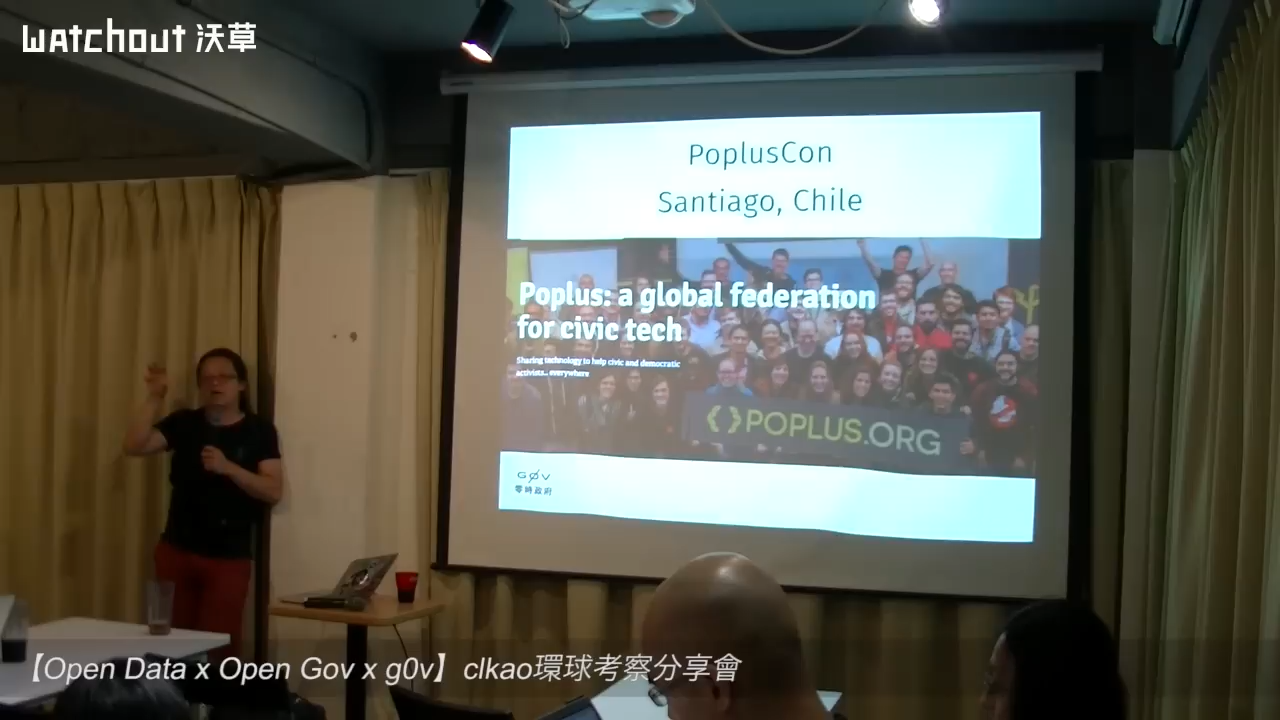 watchout 沃草
PoplusCon
Santiago, Chile
Poplus: a global federation
for civic tech
Sharing technology to help civic and democratic
activists.. everywhere
POPLUS.ORG
GØV
零時政府
【Open Data x Open Gov x g0v】clkao環球考察分享會